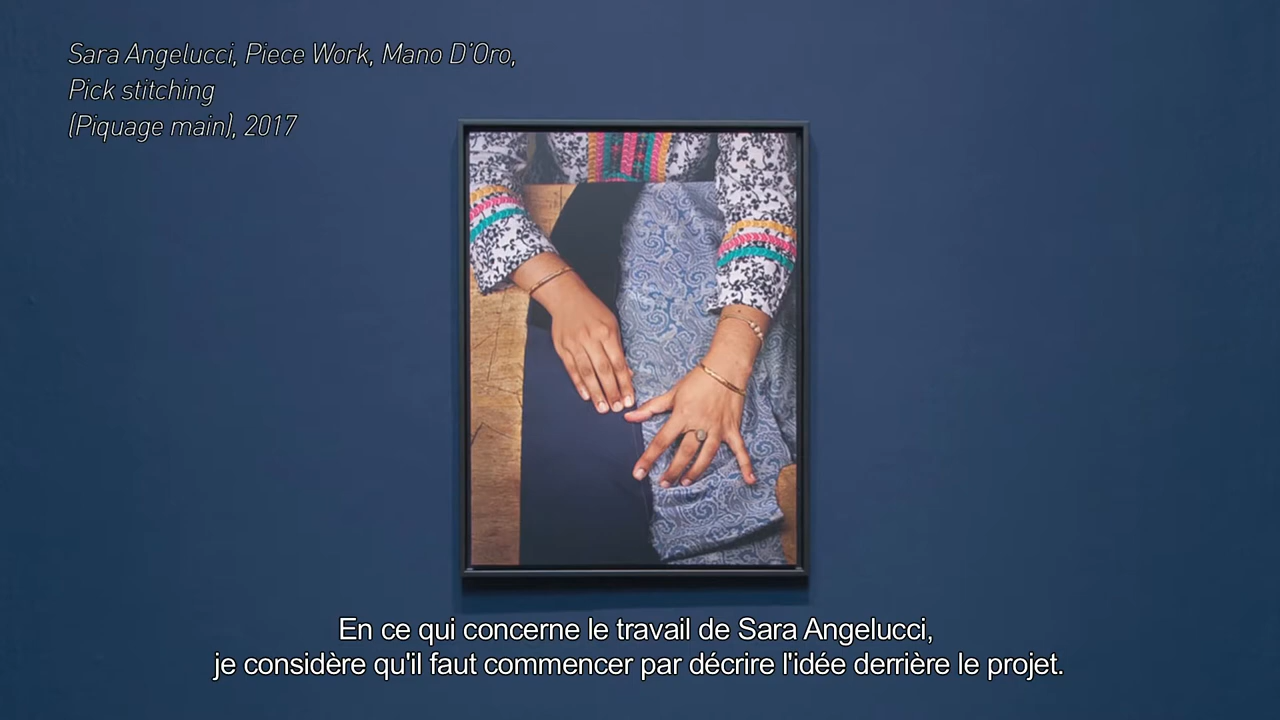 Sara Angelucci, Piece Work, Mano D'Oro,
Pick stitching
(Piquage main), 2017
En ce qui concerne le travail de Sara Angelucci,
je considère qu'il faut commencer par décrire l'idée derrière le projet.